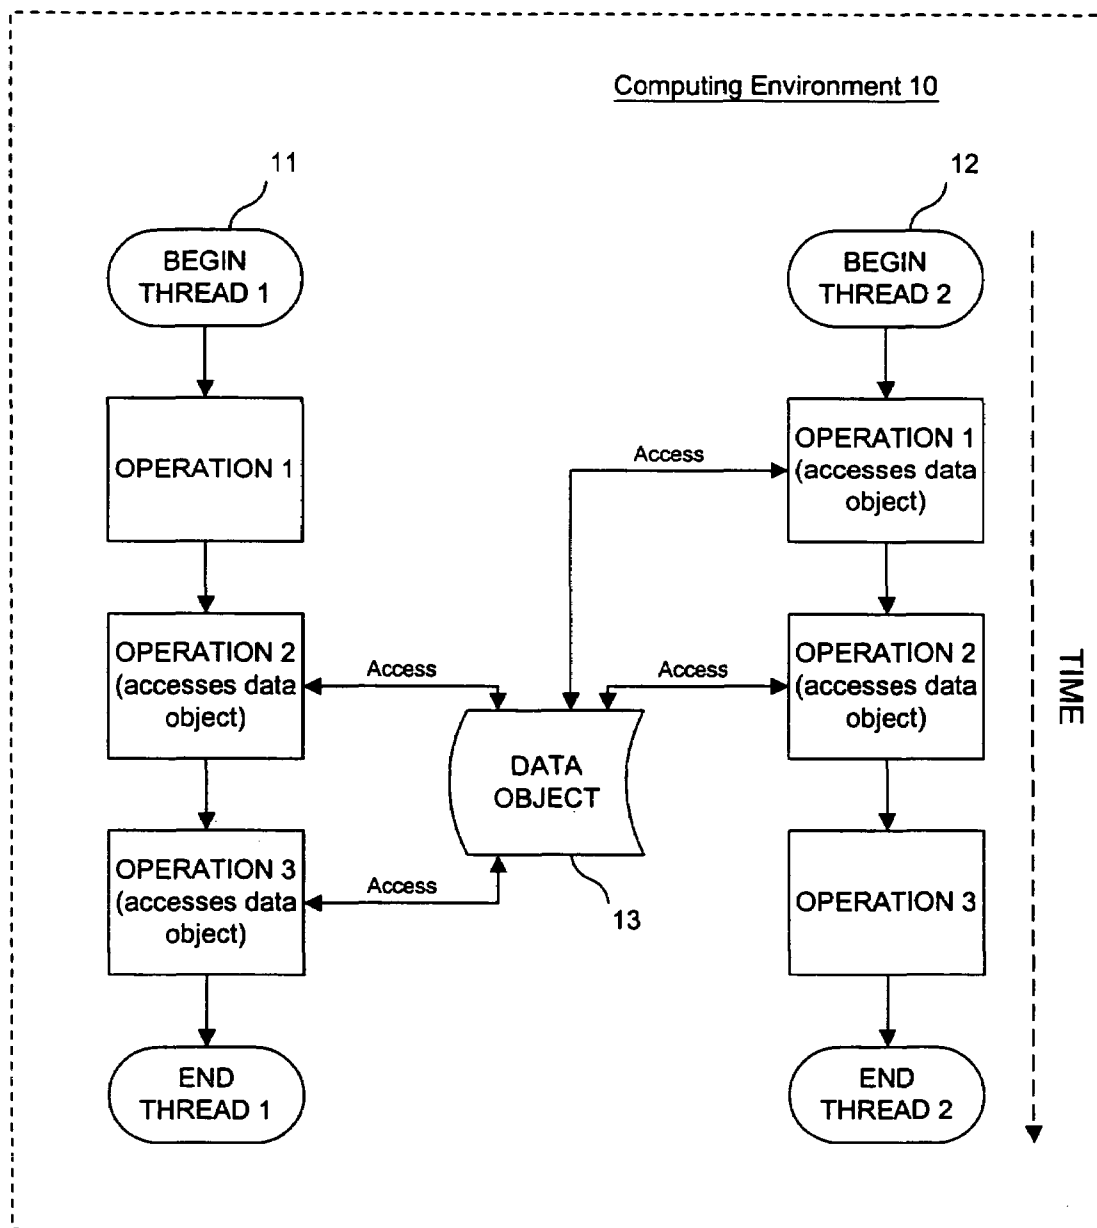 Computing Environment 10
11
12
BEGIN
THREAD 1
BEGIN
THREAD 2
OPERATION 1
OPERATION 1
(accesses data
object)
Access
OPERATION 2
(accesses data
object)
Access
Access
OPERATION 2
(accesses data
object)
TIME
DATA
OBJECT
OPERATION 3
(accesses data
object)
Access
13
OPERATION 3
END
THREAD 1
END
THREAD 2